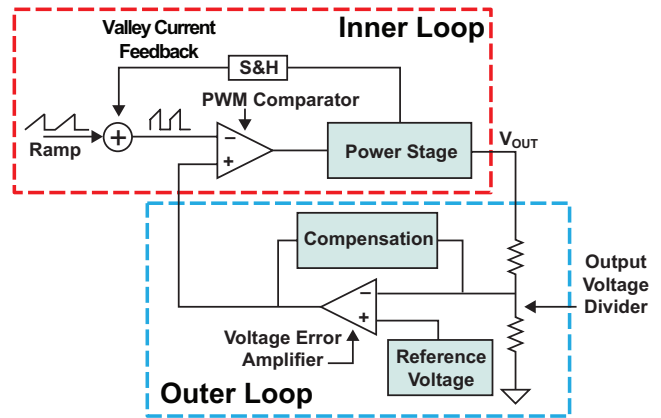 Valley Current
Feedback
Inner Loop
S&H
PWM Comparator
Ramp
+
−
+
Power Stage
VOUT
Compensation
−
+
Output
Voltage
Divider
Voltage Error
Amplifier
Reference
Voltage
Outer Loop